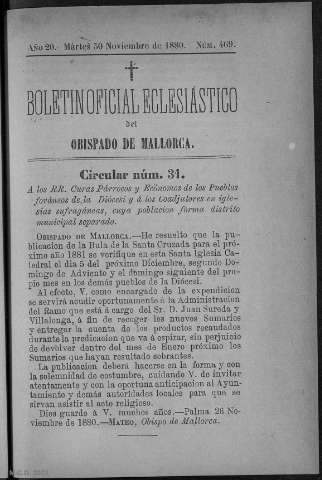 Año 20. Mártes 30 Noviembre de 1880. Núm. 469.
BOLETIN OFICIAL ECLESIÁSTICO
del
OBISPADO DE MALLORCA.
Circular núm. 31.
A los RR. Curas Párrocos y Ecónomos de los Pueblos
foráneos de la Diócesi y á los Coadjutores en igle-
sias sufragáneas, cuya poblacion forma distrito
municipal separado.
OBISPADO DE MALLORCA.—He resuelto que la pu-
blicacion de la Bula de la Santa Cruzada para el pró-
ximo año 1881 se verifique en esta Santa Iglesia Ca-
tedral el dia 5 del próximo Diciembre, segundo Do-
mingo de Adviento y el domingo siguiente del pro-
pio mes en los demás pueblos de la Diócesi.
Al efecto, V. como encargado de la expendicion
se servirá acudir oportunamente á la Administracion
del Ramo que está á cargo del Sr. D. Juan Sureda y
Villalonga, á fin de recoger los nuevos Sumarios
y entregar la cuenta de los productos recaudados
durante la predicacion que vá á espirar, sin perjuicio
de devolver dentro del mes de Enero próximo los
Sumarios que hayan resultado sobrantes.
La publicacion deberá hacerse en la forma y con
la solemnidad de costumbre, cuidando V. de invitar
atentamente y con la oportuna anticipacion al Ayun-
tamiento y demás autoridades locales para que se
sirvan asistir al acto religioso.
Dios guarde á V. muchos años.—Palma 26 No-
viembre de 1880.—MATEO, Obispo de Mallorca.